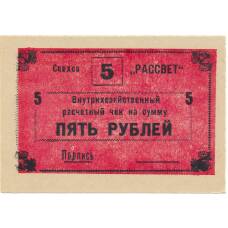 Совхоз 5 „РАССВЕТ"
5 Внутрихозяйственный 5
расчетный чек на сумму
ПЯТЬ РУБЛЕЙ
Подпись